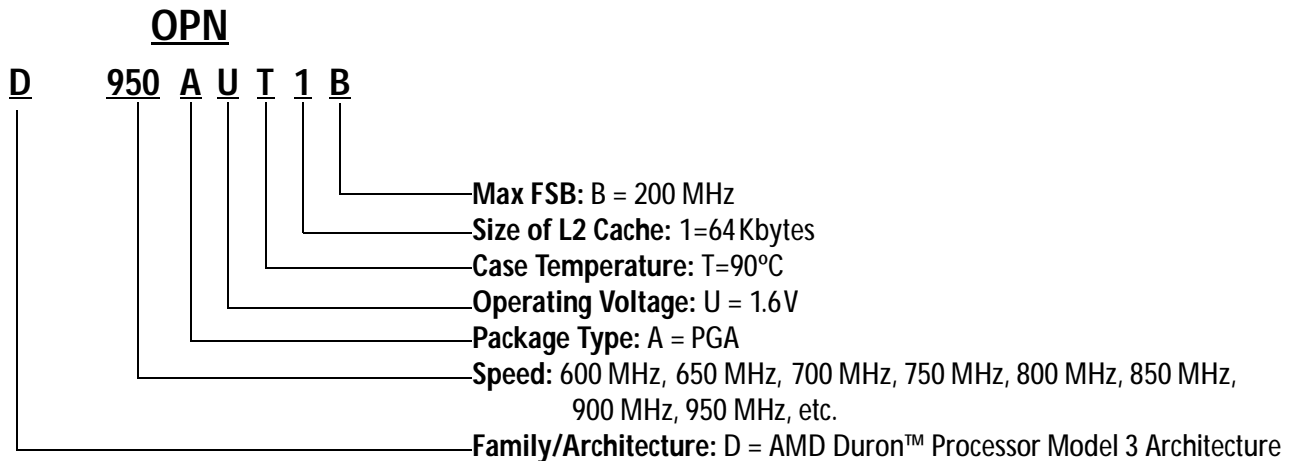 OPN
D 950 A U T 1 B
Max FSB: B = 200 MHz
Size of L2 Cache: 1=64 Kbytes
Case Temperature: T=90ºC
Operating Voltage: U = 1.6 V
Package Type: A = PGA
Speed: 600 MHz, 650 MHz, 700 MHz, 750 MHz, 800 MHz, 850 MHz,
900 MHz, 950 MHz, etc.
Family/Architecture: D = AMD Duron™ Processor Model 3 Architecture